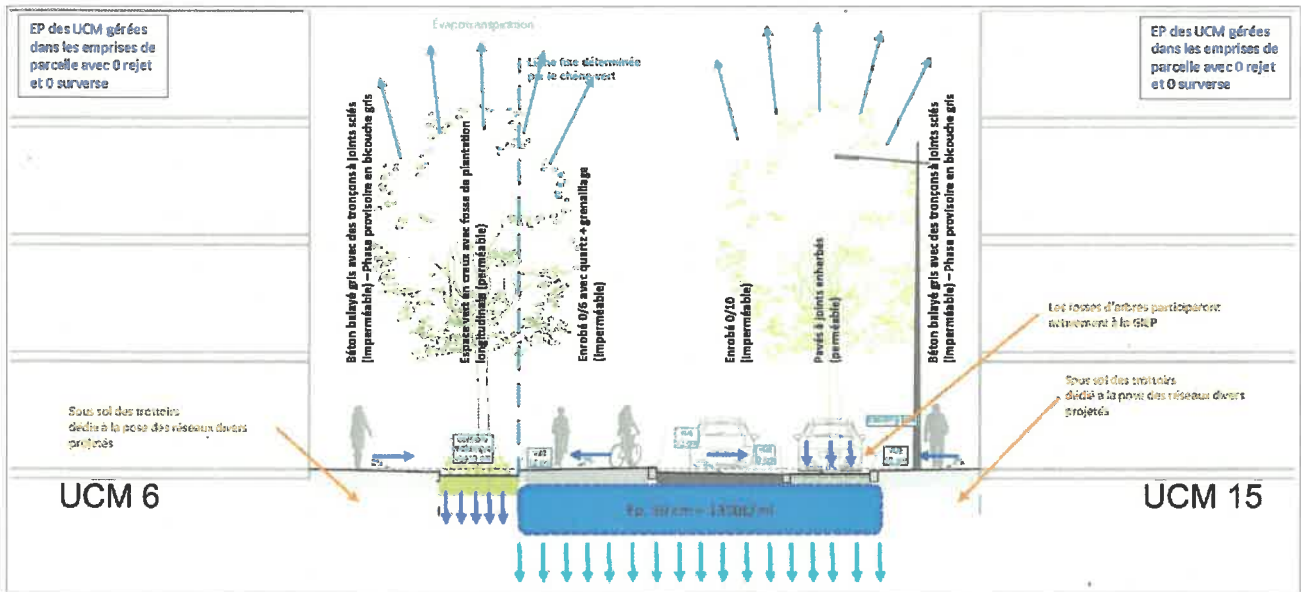 EP des UCM gérées
dans les emprises de
parcelle avec 0 rejet
et 0 surverse
Évapotranspiration
EP des UCM gérées
dans les emprises de
parcelle avec 0 rejet
et 0 surverse
Ligne fixe déterminée
par le chêne vert
Béton balayé gris avec des tronçons à joints sciés
(Imperméable) – Phase provisoire en bicouche gris
Espace vert en creux avec fosse de plantation
longitudinale (perméable)
Enrobé 0/6 avec quartz + grenaillage
(imperméable)
Enrobé 0/10
(imperméable)
Pavés à joints enherbés
(perméable)
Béton balayé gris avec des tronçons à joints sciés
(Imperméable) – Phase provisoire en bicouche gris
Les fosses d'arbres participeront
activement à la GIEP
Sous sol des trottoirs
dédié à la pose des réseaux divers
projetés
Sous sol des trottoirs
dédié à la pose des réseaux divers
projetés
UCM 6
UCM 15